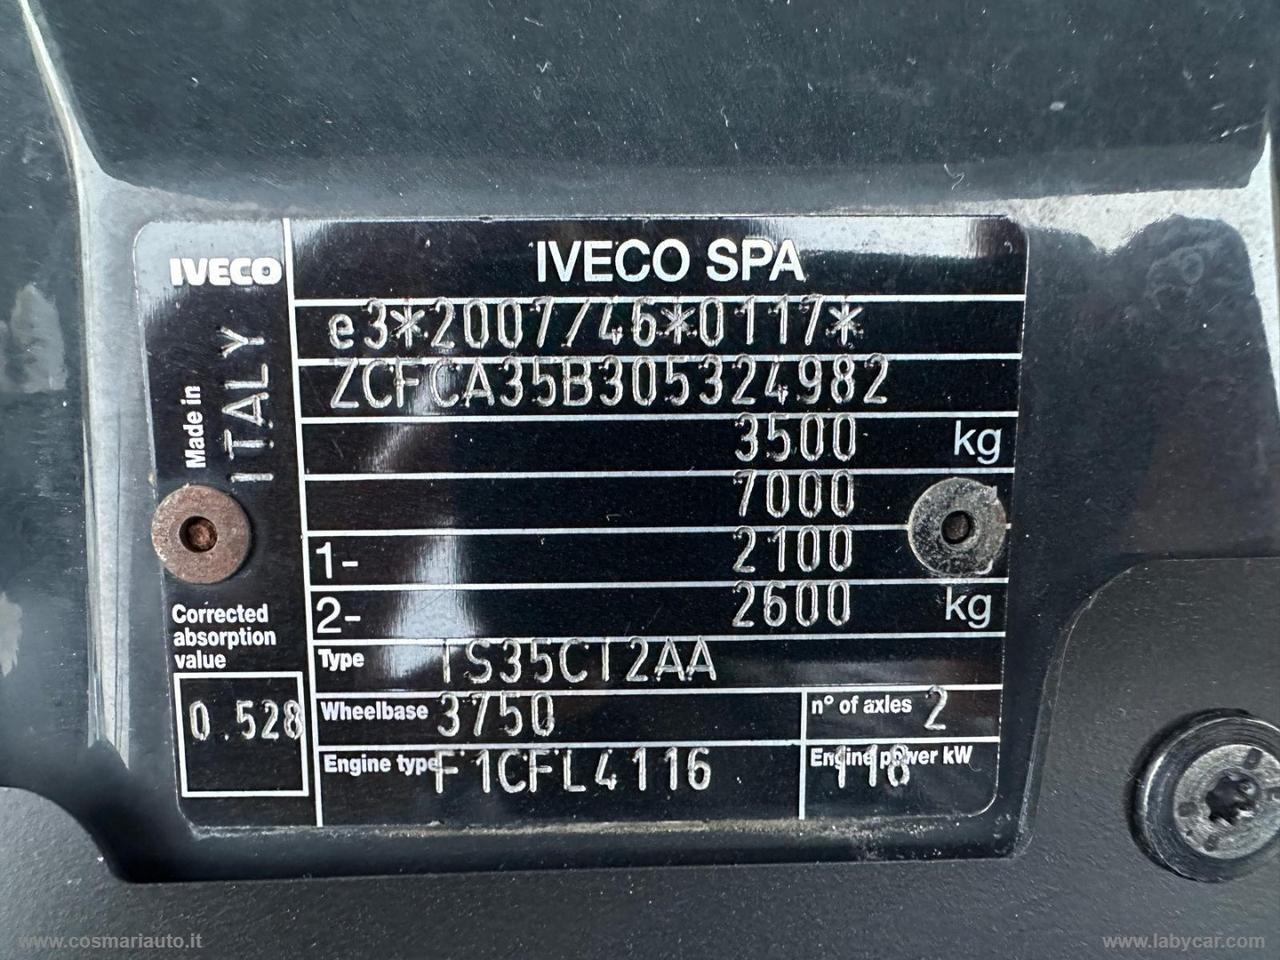 IVECO
IVECO SPA
Made in
ITALY
e3*2007/46*0117*
ZCFCA35B305324982
3500 kg
7000
1- 2100
2- 2600 kg
Corrected
absorption
value
0.528
Type IS35CI2AA
Wheelbase 3750
n° of axles 2
Engine type F1CFL4116
Engine power kW
118
www.cosmariauto.it
www.labycar.com